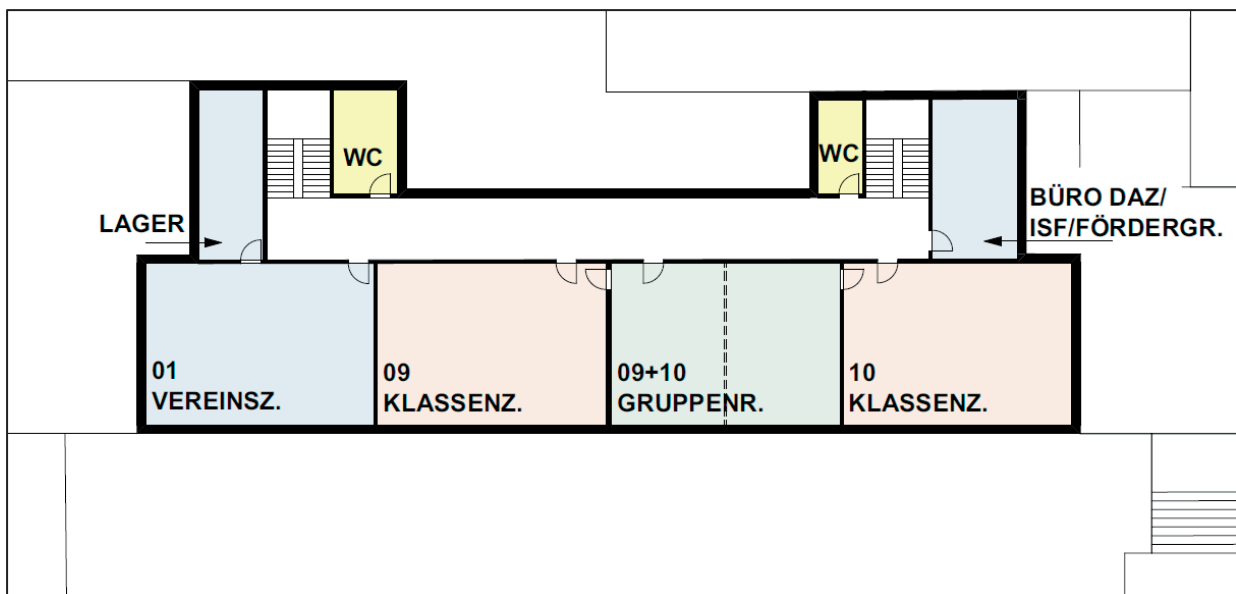 WC
WC
LAGER
BÜRO DAZ/
ISF/FÖRDERGR.
01
VEREINSZ.
09
KLASSENZ.
09+10
GRUPPENR.
10
KLASSENZ.